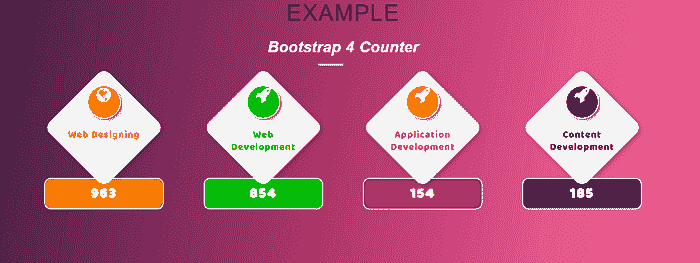 EXAMPLE
Bootstrap 4 Counter
Web Designing
Web
Development
Application
Development
Content
Development
963
854
154
185